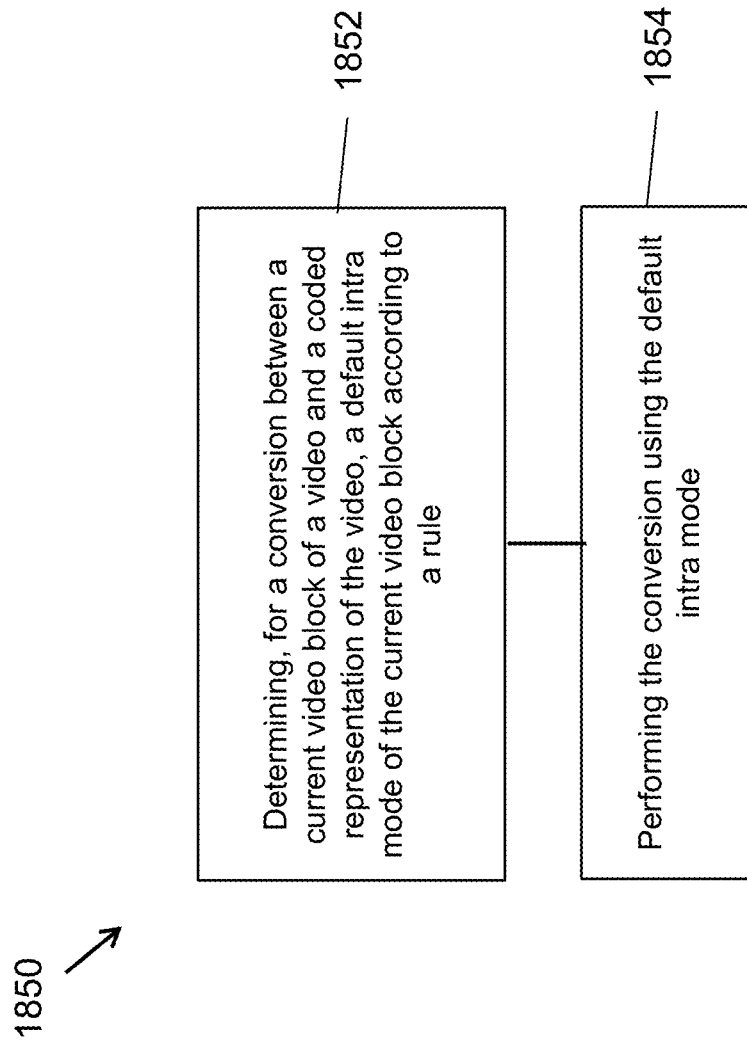 1850
Determining, for a conversion between a
current video block of a video and a coded
representation of the video, a default intra
mode of the current video block according to
a rule
1852
Performing the conversion using the default
intra mode
1854